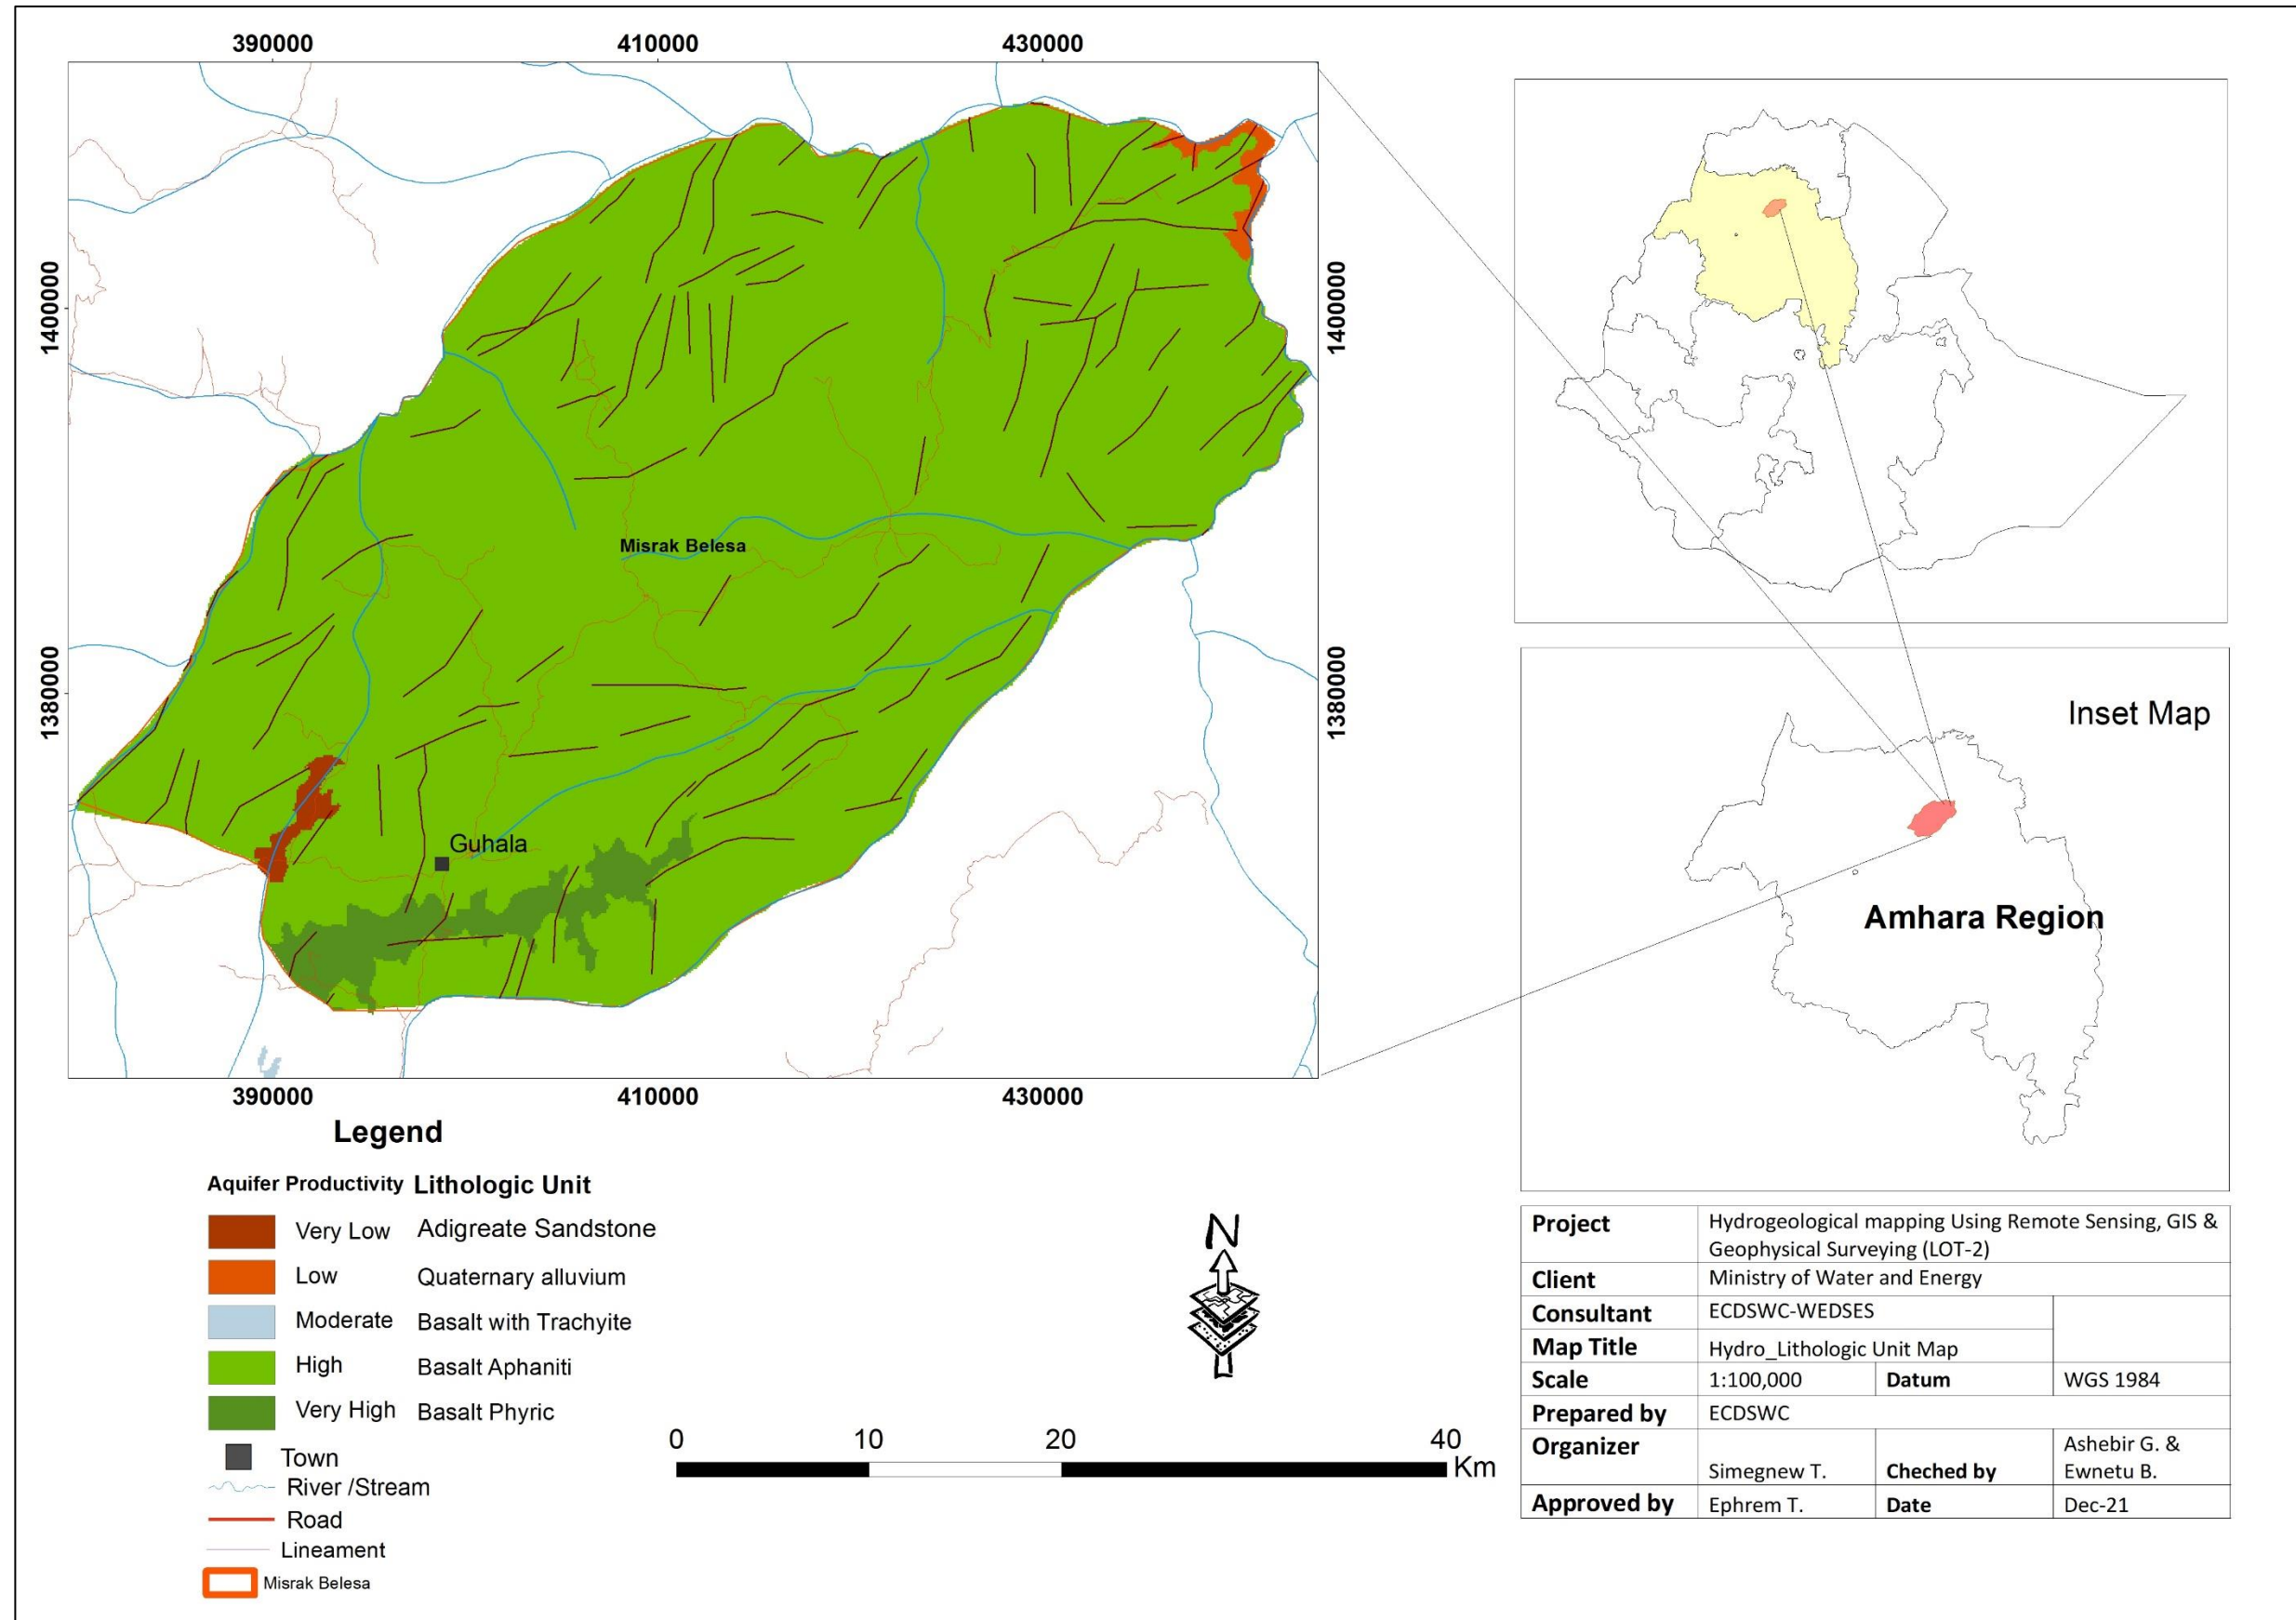 390000 410000 430000
1400000 1400000
Misrak Belesa
1380000 1380000
Guhala
390000 410000 430000
Inset Map
Amhara Region
Legend
Aquifer Productivity Lithologic Unit
Very Low Adigreate Sandstone
Low Quaternary alluvium
Moderate Basalt with Trachyite
High Basalt Aphaniti
Very High Basalt Phyric
Town
River /Stream
Road
Lineament
Misrak Belesa
N
0 10 20 40
Km
Project Hydrogeological mapping Using Remote Sensing, GIS &
Geophysical Surveying (LOT-2)
Client Ministry of Water and Energy
Consultant ECDSWC-WEDSES
Map Title Hydro_Lithologic Unit Map
Scale 1:100,000 Datum WGS 1984
Prepared by ECDSWC
Organizer Simegnew T. Cheched by Ashebir G. &
Ewnetu B.
Approved by Ephrem T. Date Dec-21